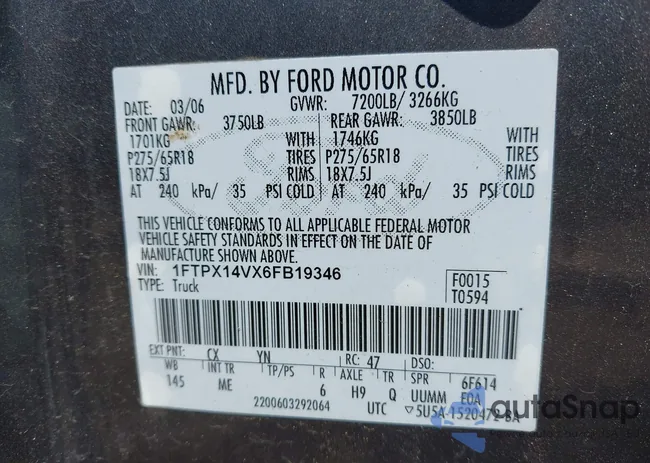 MFD. BY FORD MOTOR CO.
DATE: 03/06 GVWR: 7200LB/ 3266KG
FRONT GAWR: 3750LB REAR GAWR: 3850LB
1701KG WITH 1746KG WITH
P275/65R18 TIRES P275/65R18 TIRES
18X7.5J RIMS 18X7.5J RIMS
AT 240 kPa/ 35 PSI COLD AT 240 kPa/ 35 PSI COLD
THIS VEHICLE CONFORMS TO ALL APPLICABLE FEDERAL MOTOR
VEHICLE SAFETY STANDARDS IN EFFECT ON THE DATE OF
MANUFACTURE SHOWN ABOVE.
VIN: 1FTPX14VX6FB19346 F0015
TYPE: Truck T0594
EXT PNT: CX YN RC: 47 DSO:
WB INT TR TP/PS R AXLE TR SPR 6F614
145 ME 6 H9 Q UUMM EOA
2200603292064 UTC ▽5U5A-1520472-BA
autoSnap